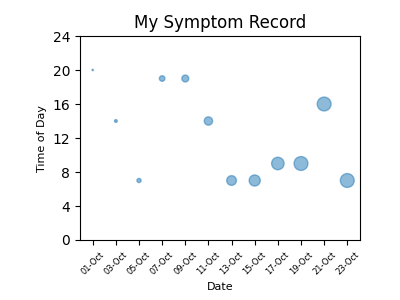 My Symptom Record
24
20
16
12
8
4
0
Time of Day
01-Oct 03-Oct 05-Oct 07-Oct 09-Oct 11-Oct 13-Oct 15-Oct 17-Oct 19-Oct 21-Oct 23-Oct
Date